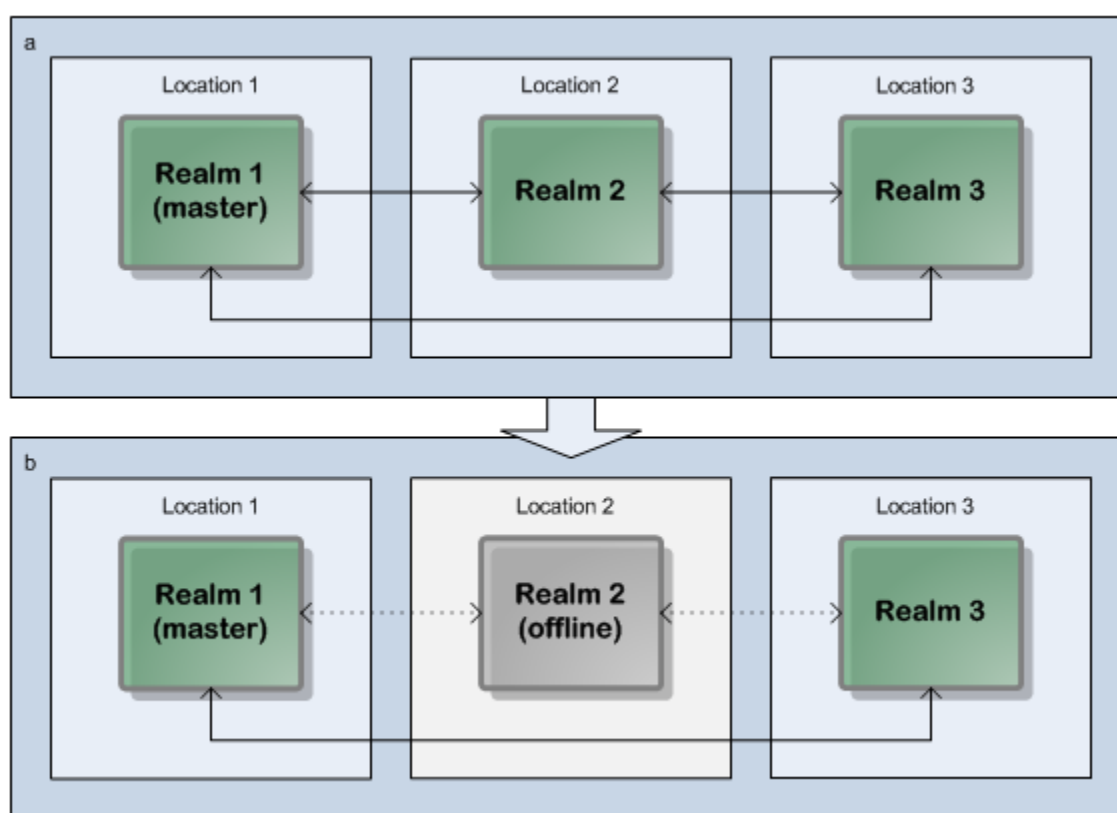 a
Location 1
Location 2
Location 3
Realm 1
(master)
Realm 2
Realm 3
b
Location 1
Location 2
Location 3
Realm 1
(master)
Realm 2
(offline)
Realm 3